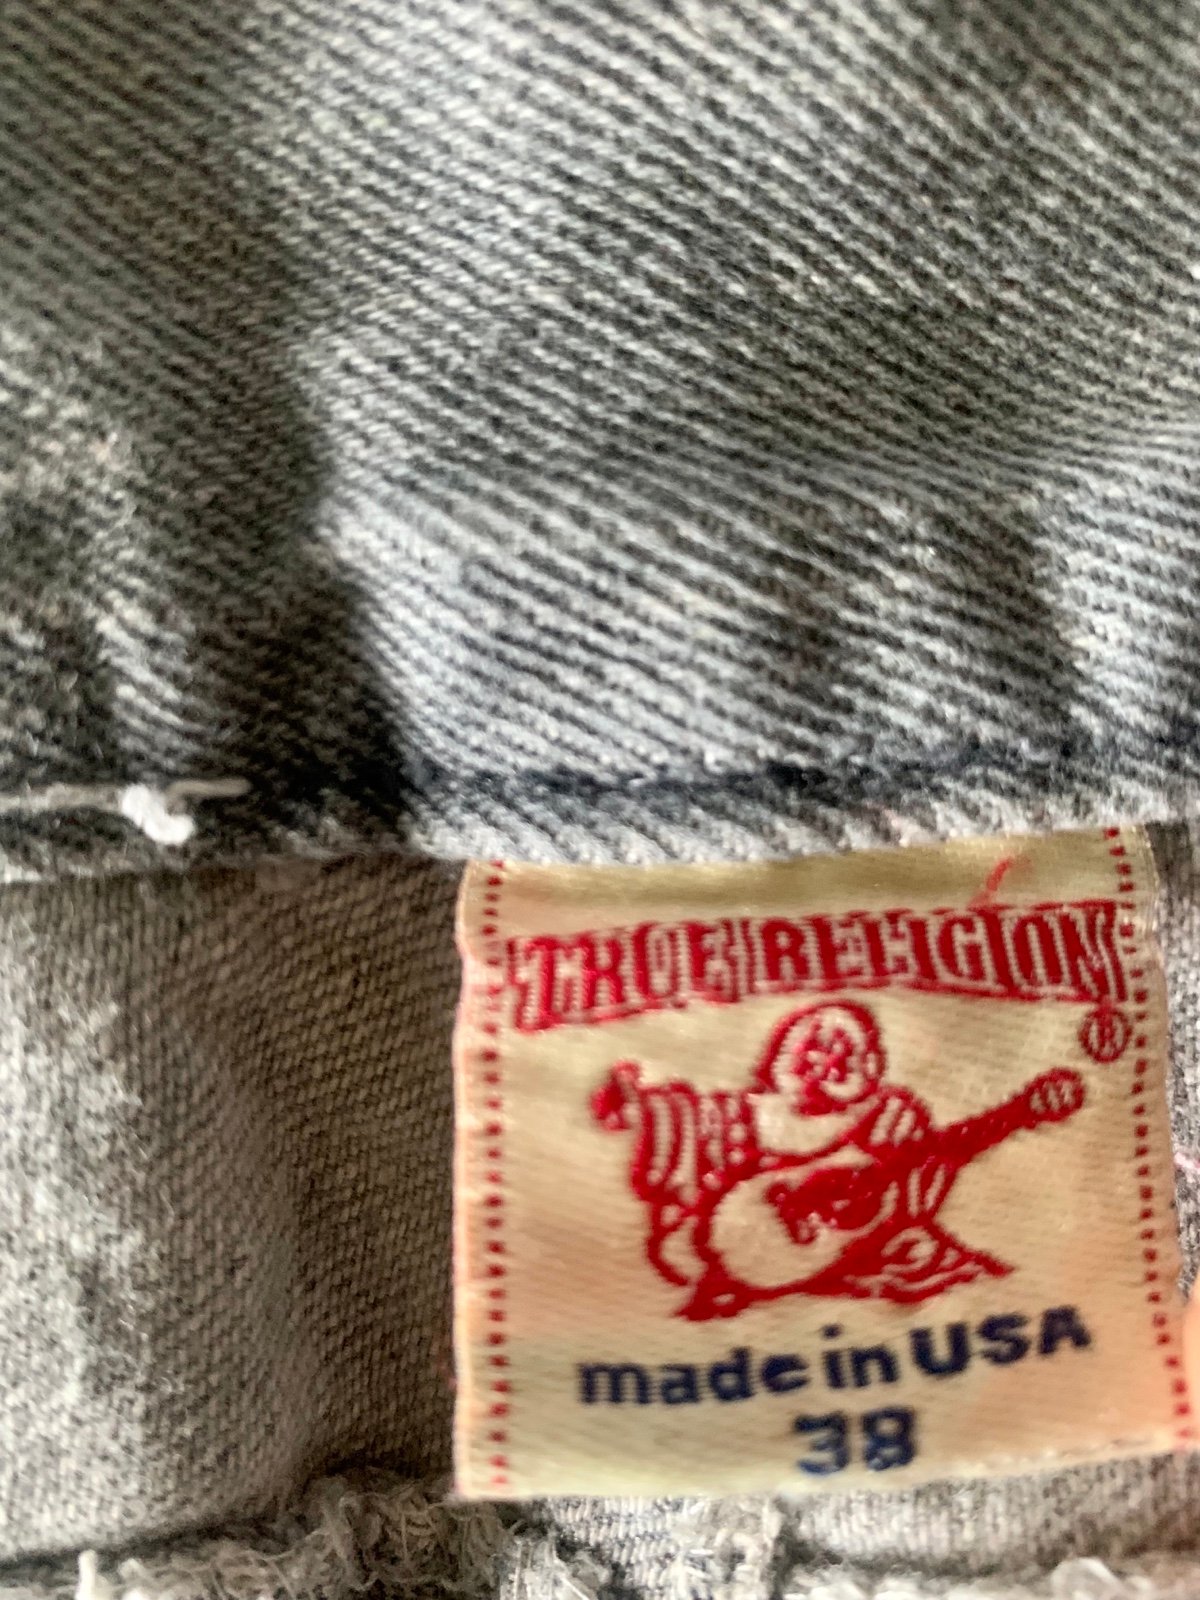 TRUE RELIGION
®
made in USA
38